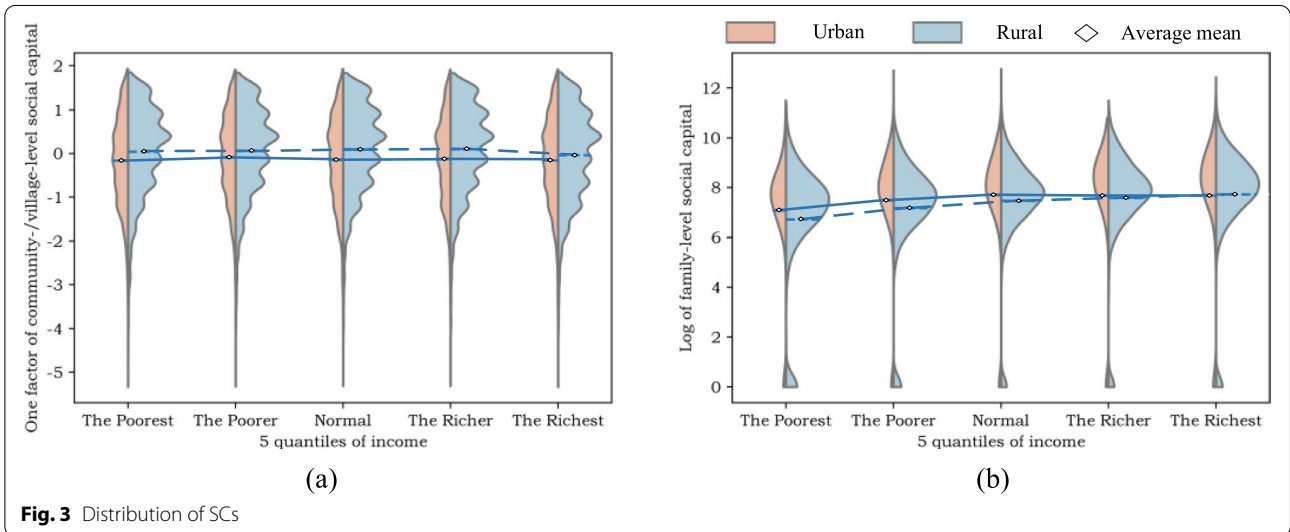 Urban Rural Average mean
One factor of community-/village-level social capital
2
1
0
-1
-2
-3
-4
-5
The Poorest The Poorer Normal The Richer The Richest
5 quantiles of income
(a)
Log of family-level social capital
12
10
8
6
4
2
0
The Poorest The Poorer Normal The Richer The Richest
5 quantiles of income
(b)
Fig. 3 Distribution of SCs